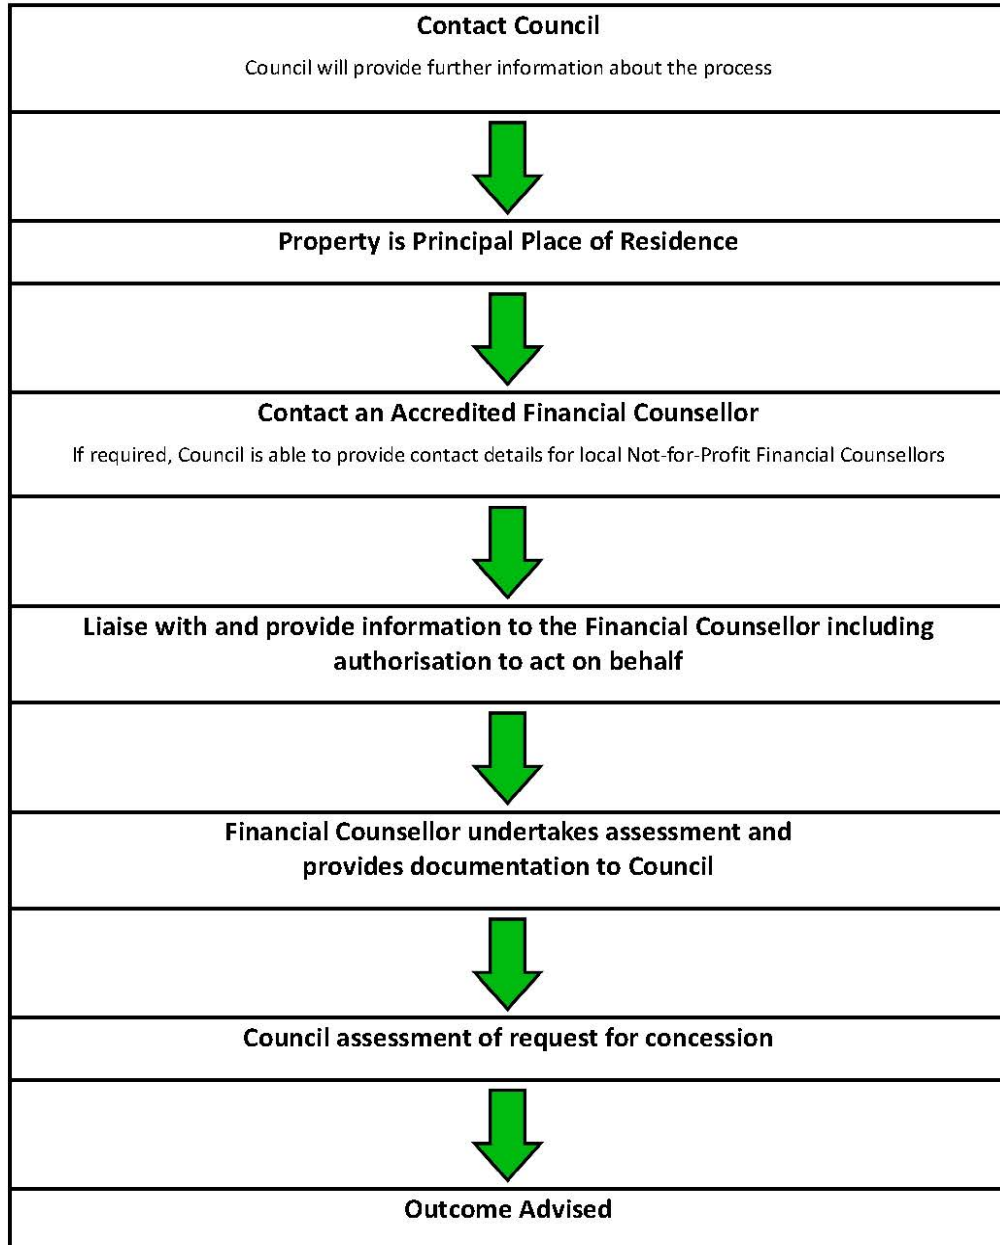 Contact Council
Council will provide further information about the process
Property is Principal Place of Residence
Contact an Accredited Financial Counsellor
If required, Council is able to provide contact details for local Not-for-Profit Financial Counsellors
Liaise with and provide information to the Financial Counsellor including
authorisation to act on behalf
Financial Counsellor undertakes assessment and
provides documentation to Council
Council assessment of request for concession
Outcome Advised